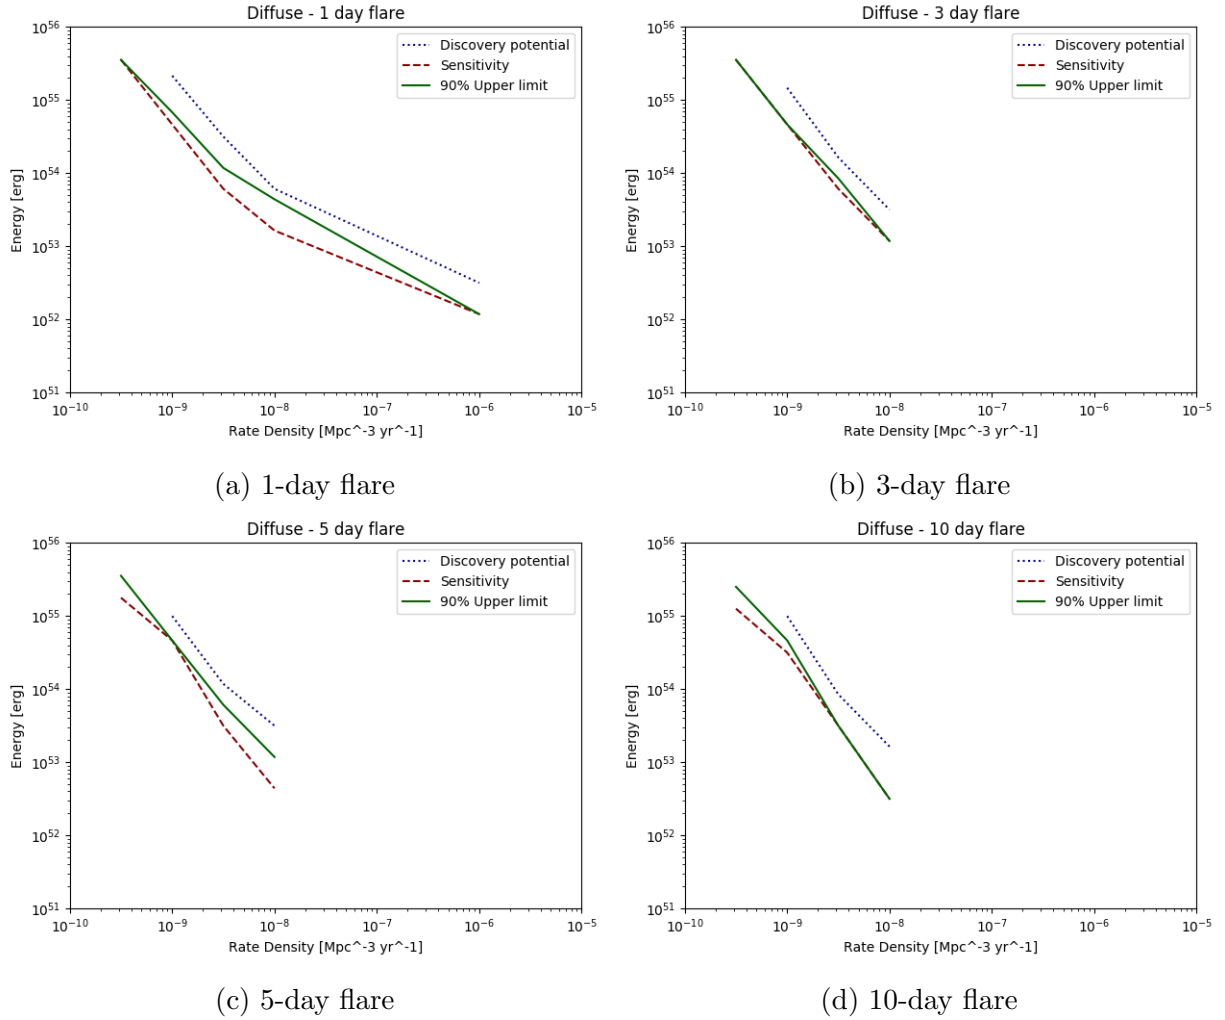 Diffuse - 1 day flare
Discovery potential
Sensitivity
90% Upper limit
Energy [erg]
10^56
10^55
10^54
10^53
10^52
10^51
10^-10
10^-9
10^-8
10^-7
10^-6
10^-5
Rate Density [Mpc^-3 yr^-1]
(a) 1-day flare
Diffuse - 3 day flare
Discovery potential
Sensitivity
90% Upper limit
Energy [erg]
10^56
10^55
10^54
10^53
10^52
10^51
10^-10
10^-9
10^-8
10^-7
10^-6
10^-5
Rate Density [Mpc^-3 yr^-1]
(b) 3-day flare
Diffuse - 5 day flare
Discovery potential
Sensitivity
90% Upper limit
Energy [erg]
10^56
10^55
10^54
10^53
10^52
10^51
10^-10
10^-9
10^-8
10^-7
10^-6
10^-5
Rate Density [Mpc^-3 yr^-1]
(c) 5-day flare
Diffuse - 10 day flare
Discovery potential
Sensitivity
90% Upper limit
Energy [erg]
10^56
10^55
10^54
10^53
10^52
10^51
10^-10
10^-9
10^-8
10^-7
10^-6
10^-5
Rate Density [Mpc^-3 yr^-1]
(d) 10-day flare